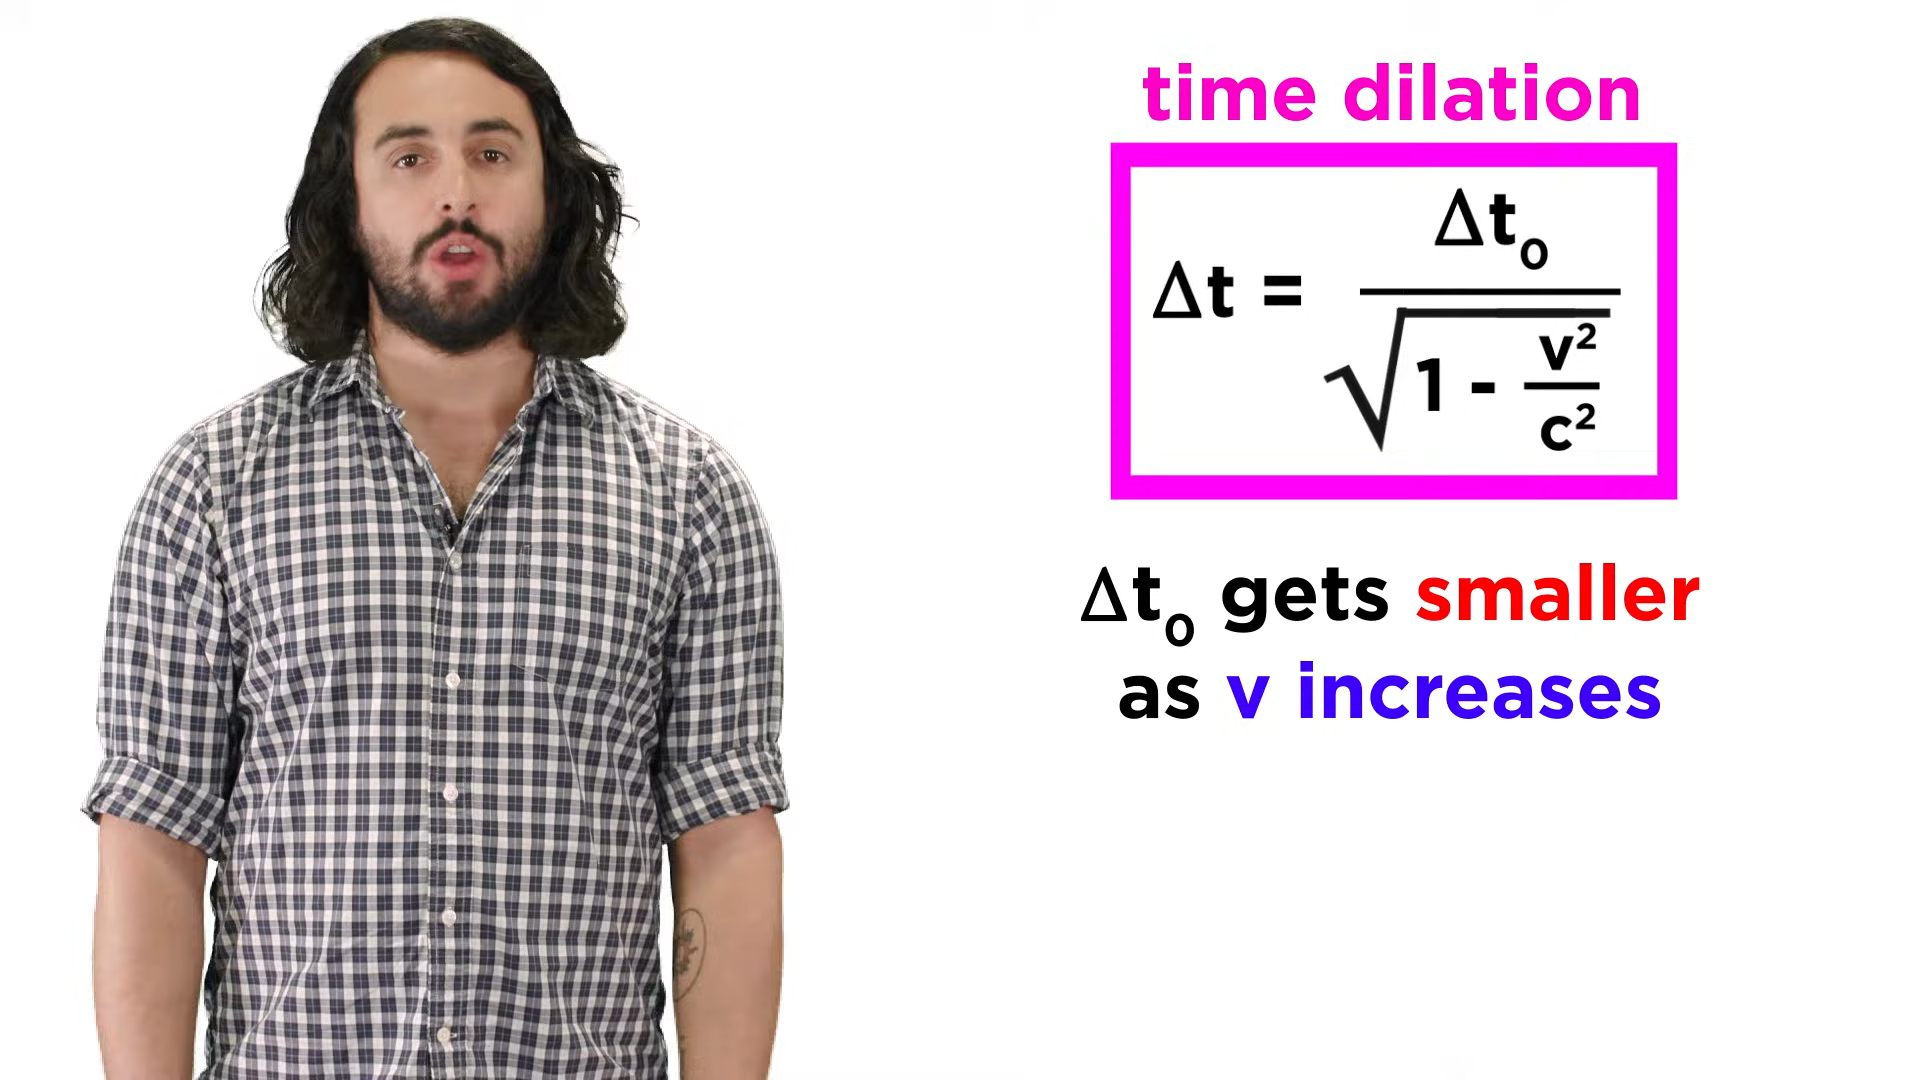 time dilation
Δt = Δt₀ / √(1 - v²/c²)
Δt₀ gets smaller
as v increases